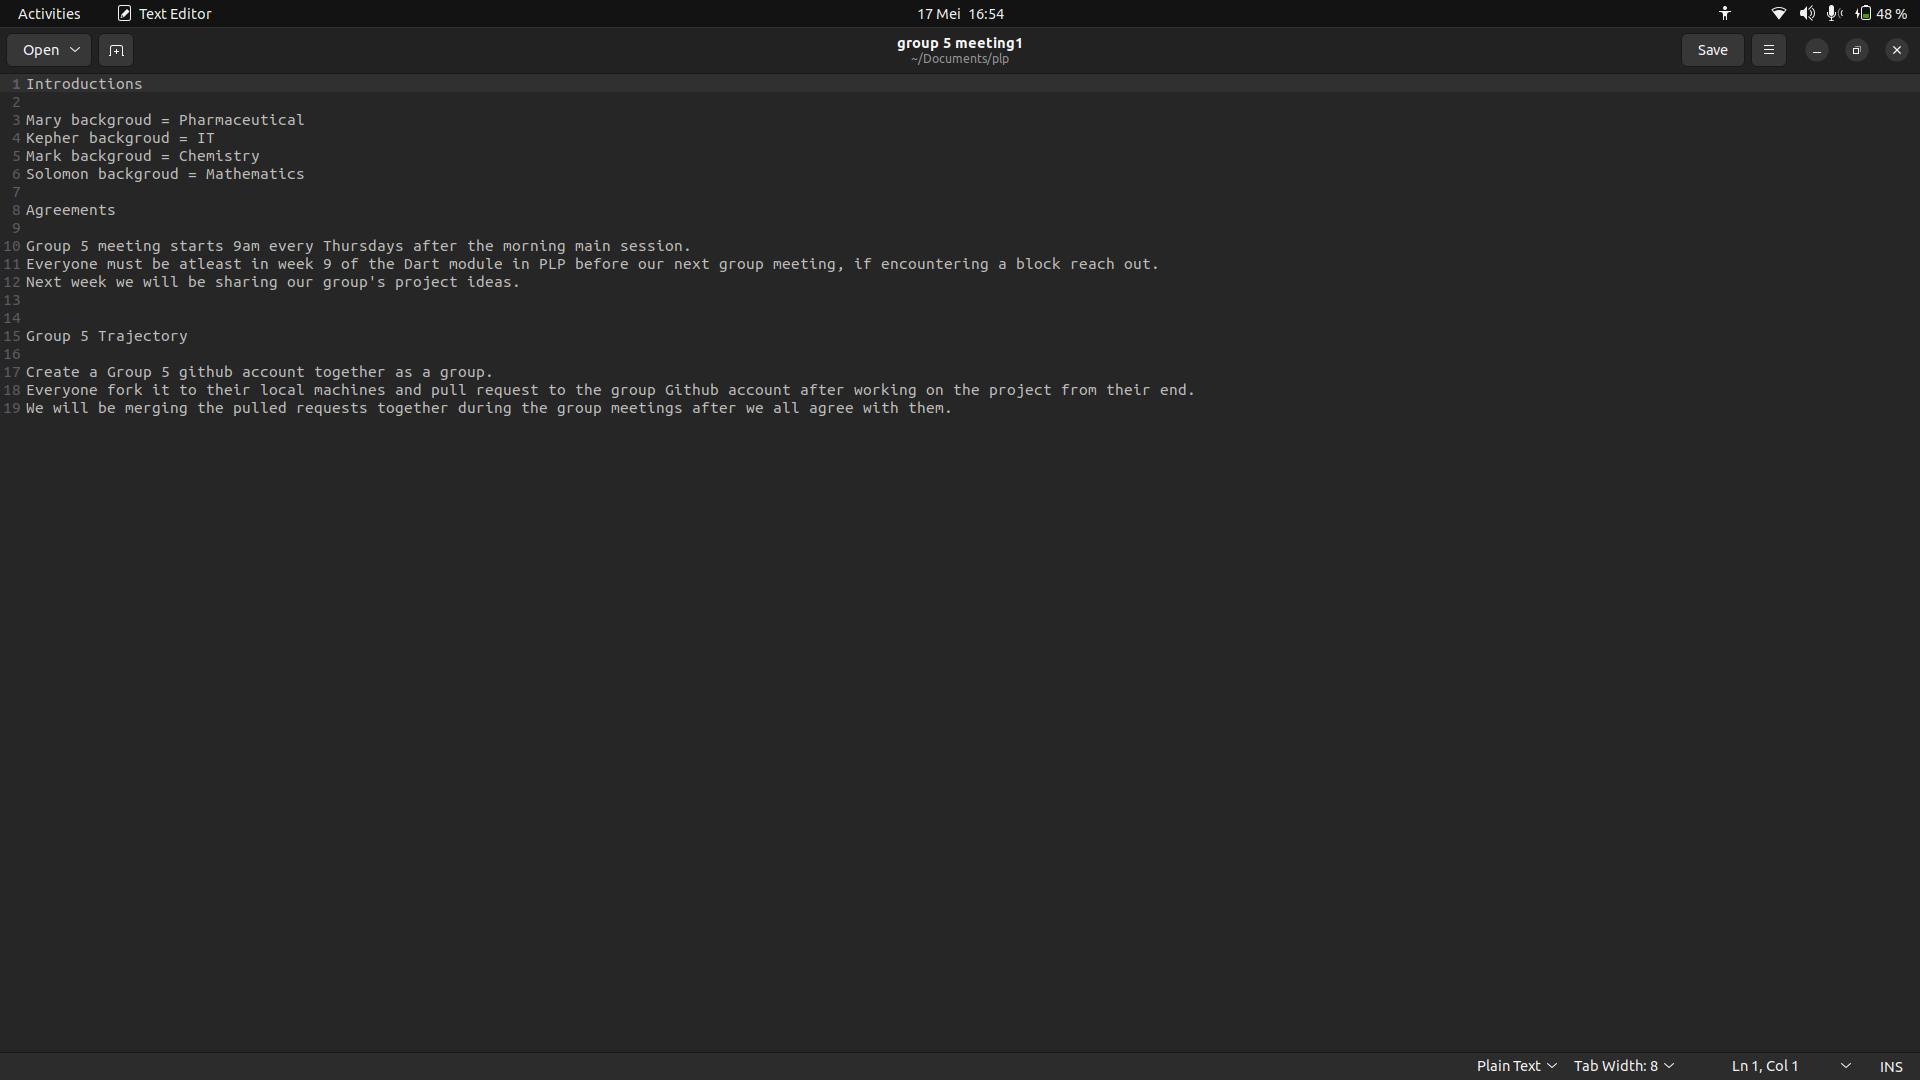 Activities Text Editor 17 Mei 16:54 48 %
Open group 5 meeting1 Save
~/Documents/plp
1 Introductions
2
3 Mary backgroud = Pharmaceutical
4 Kepher backgroud = IT
5 Mark backgroud = Chemistry
6 Solomon backgroud = Mathematics
7
8 Agreements
9
10 Group 5 meeting starts 9am every Thursdays after the morning main session.
11 Everyone must be atleast in week 9 of the Dart module in PLP before our next group meeting, if encountering a block reach out.
12 Next week we will be sharing our group's project ideas.
13
14
15 Group 5 Trajectory
16
17 Create a Group 5 github account together as a group.
18 Everyone fork it to their local machines and pull request to the group Github account after working on the project from their end.
19 We will be merging the pulled requests together during the group meetings after we all agree with them.
Plain Text Tab Width: 8 Ln 1, Col 1 INS